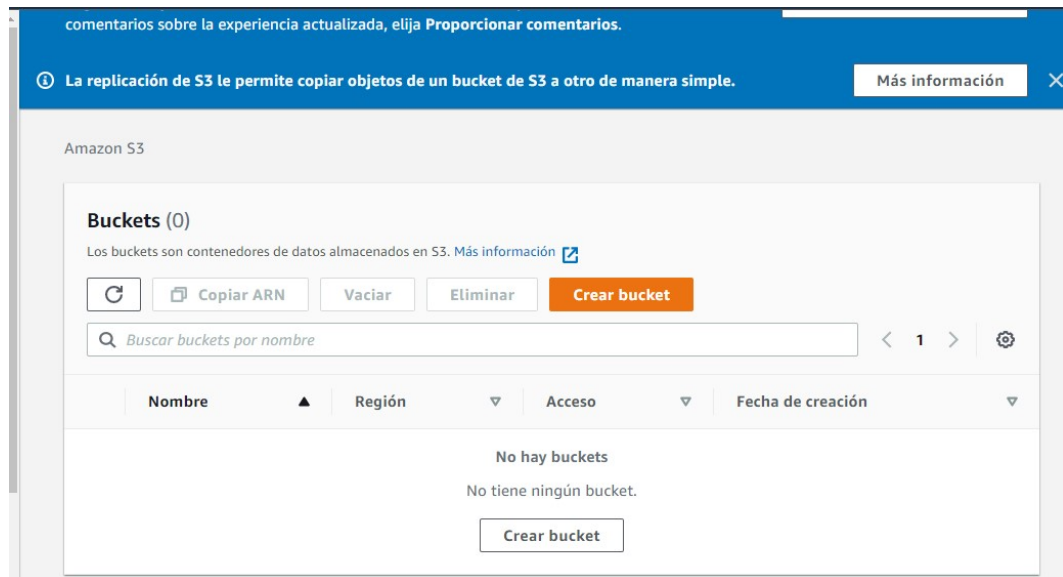 comentarios sobre la experiencia actualizada, elija Proporcionar comentarios.
La replicación de S3 le permite copiar objetos de un bucket de S3 a otro de manera simple. Más información
Amazon S3
Buckets (0)
Los buckets son contenedores de datos almacenados en S3. Más información
Copiar ARN Vaciar Eliminar Crear bucket
Buscar buckets por nombre 1
Nombre Región Acceso Fecha de creación
No hay buckets
No tiene ningún bucket.
Crear bucket